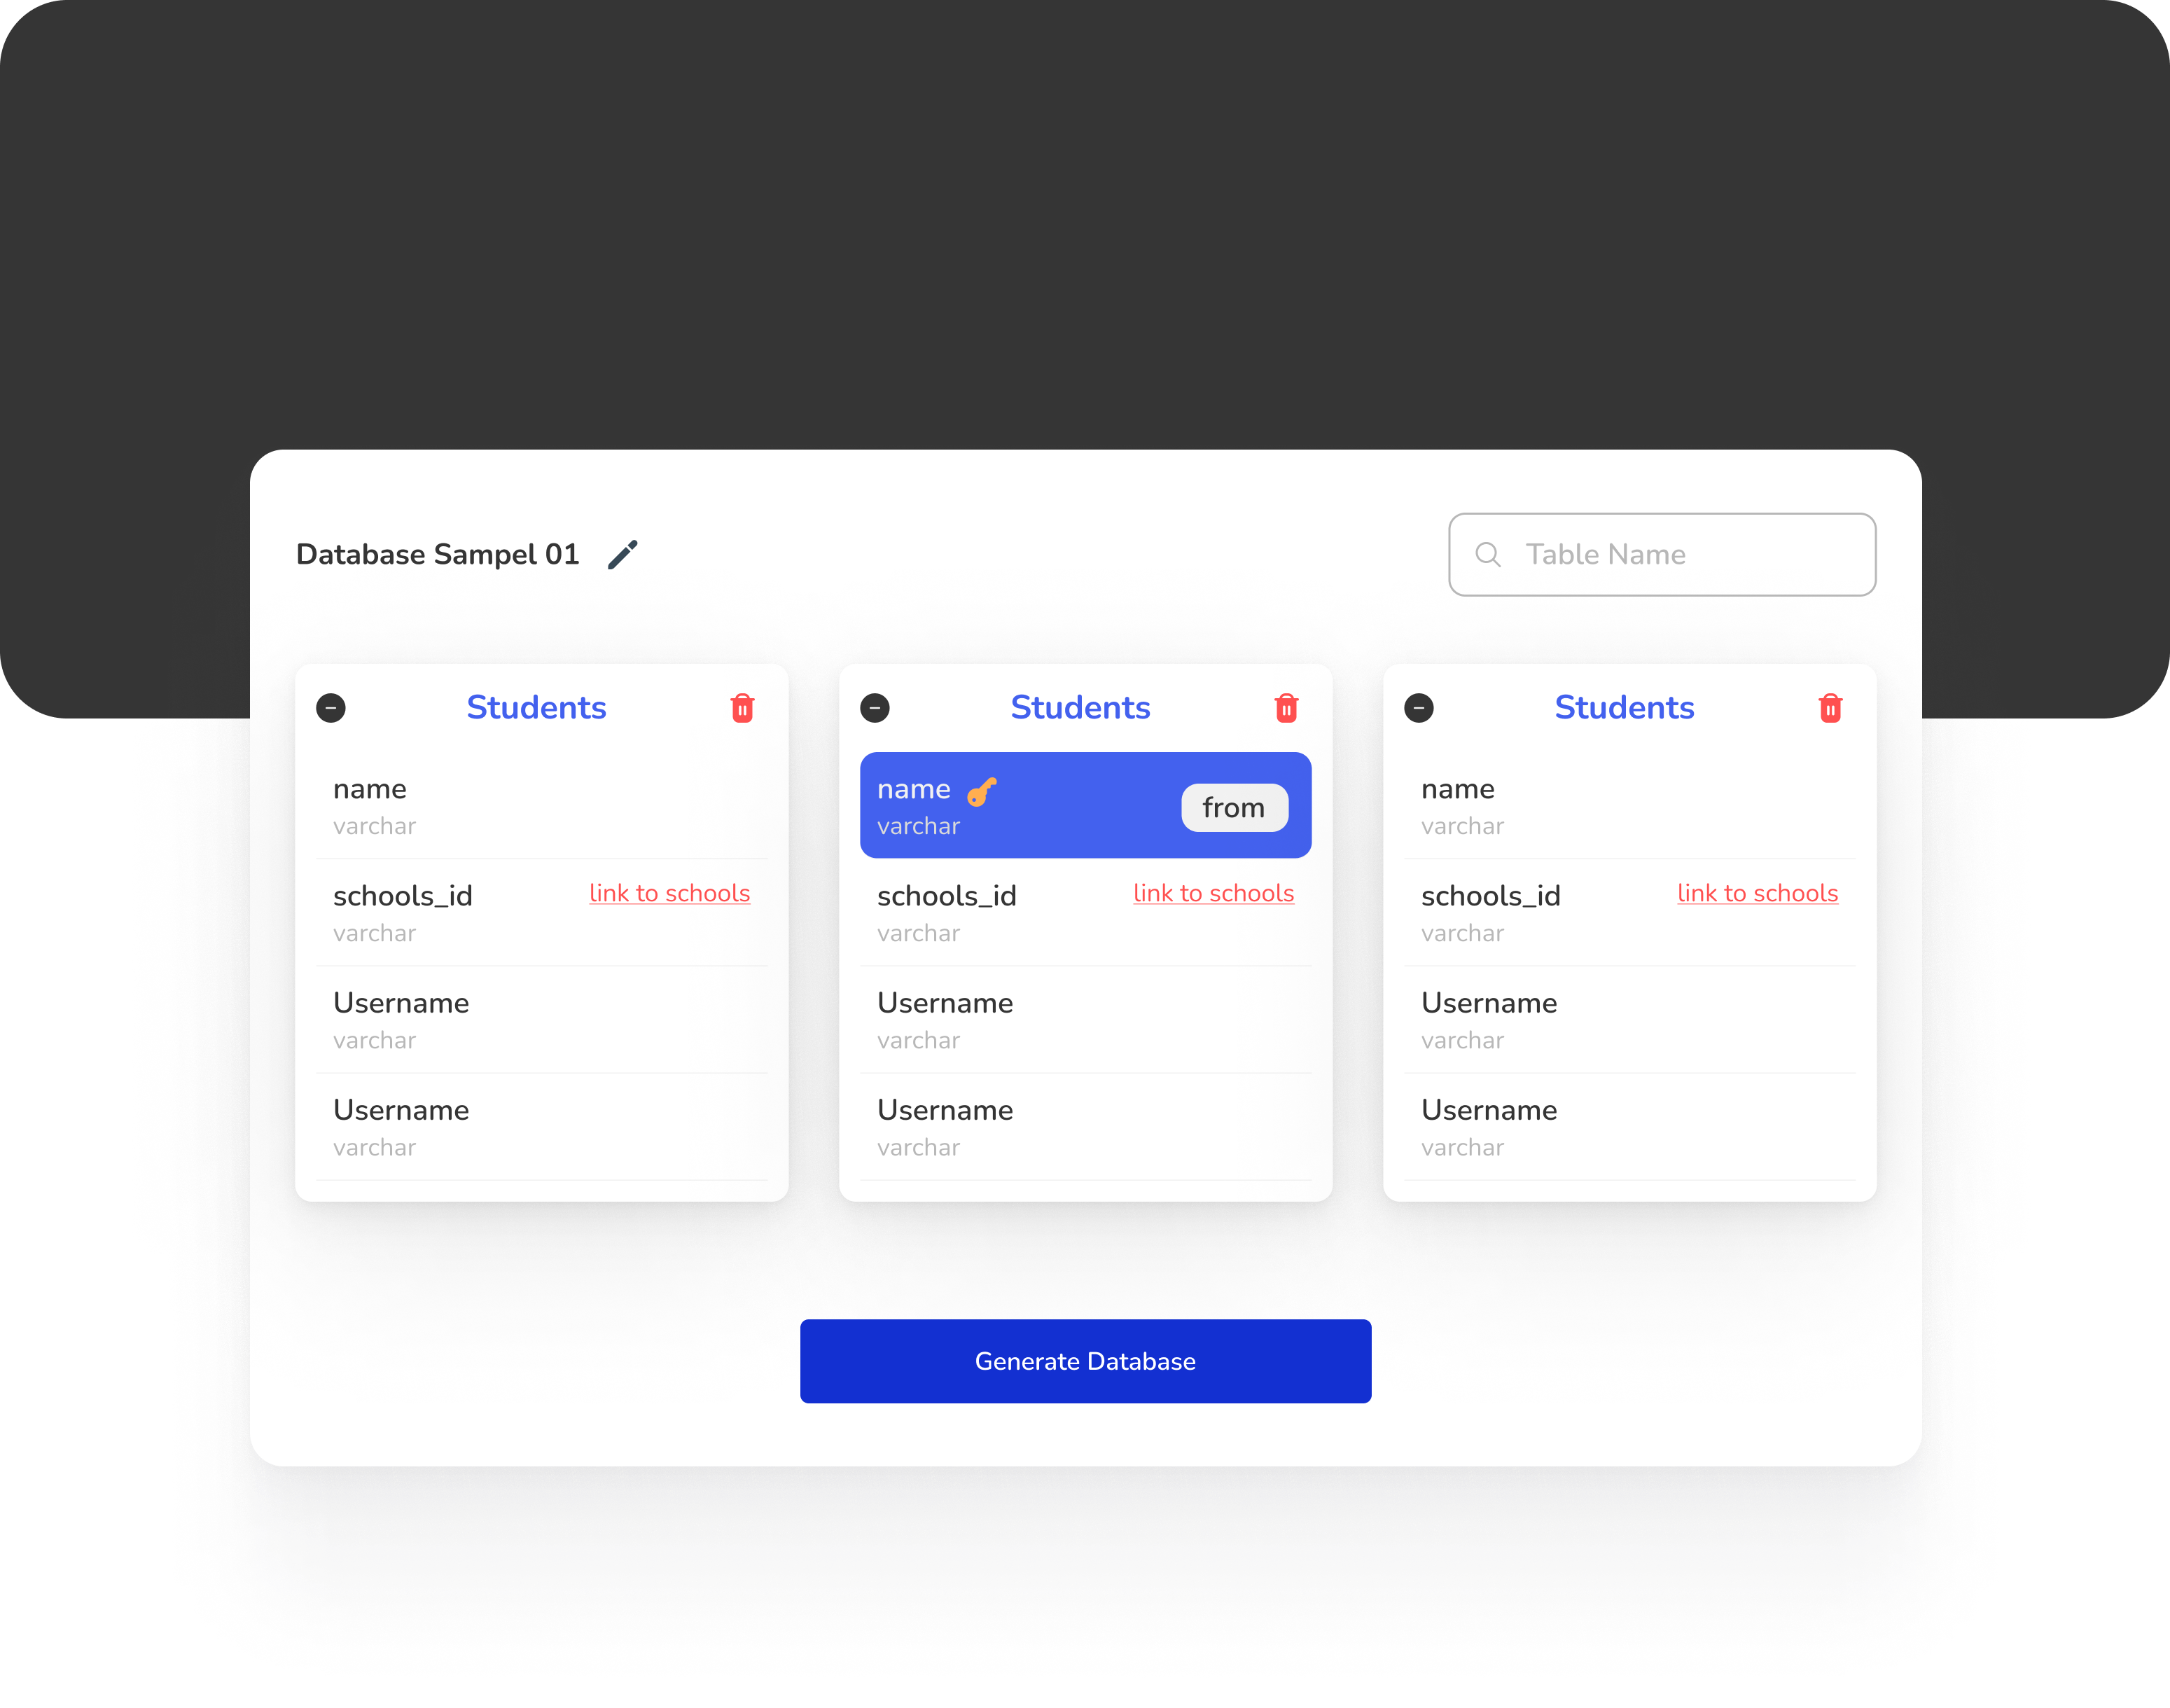 Database Sampel 01
Table Name
Students
name
varchar
schools_id
link to schools
varchar
Username
varchar
Username
varchar
Students
name
varchar
from
schools_id
link to schools
varchar
Username
varchar
Username
varchar
Students
name
varchar
schools_id
link to schools
varchar
Username
varchar
Username
varchar
Generate Database